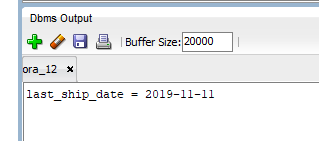 Dbms Output
Buffer Size: 20000
ora_12 x
last_ship_date = 2019-11-11